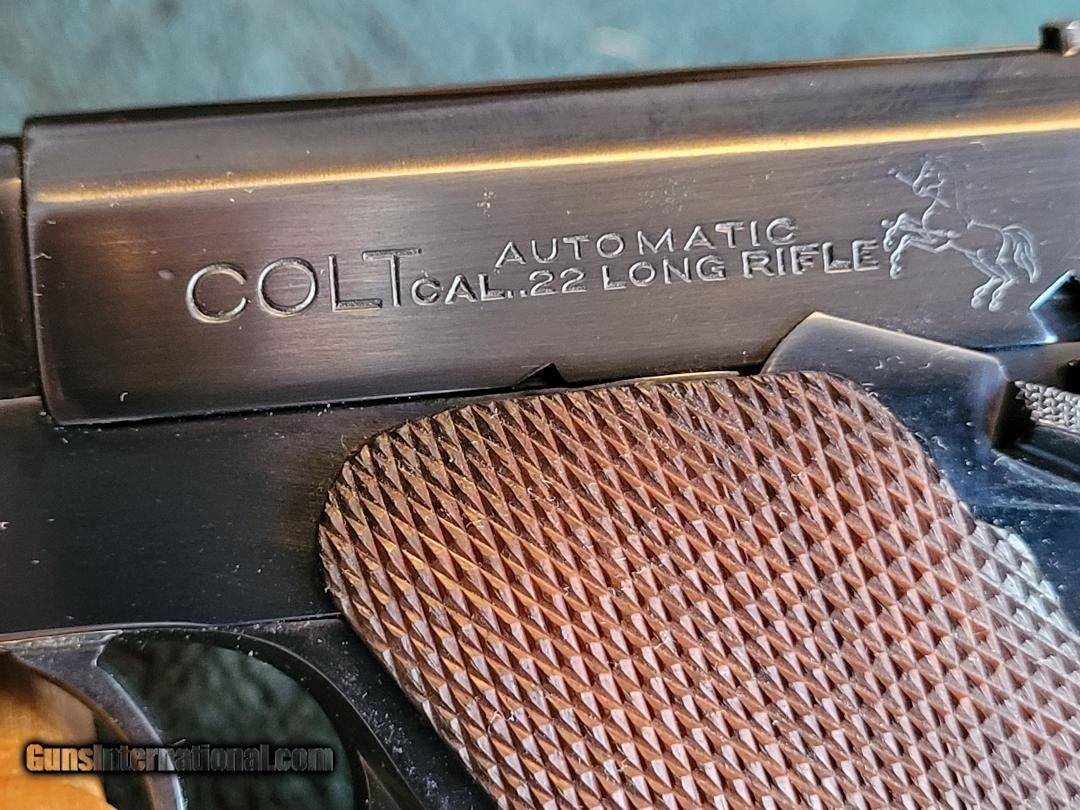 COLT AUTOMATIC
CAL..22 LONG RIFLE
GunsInternational.com